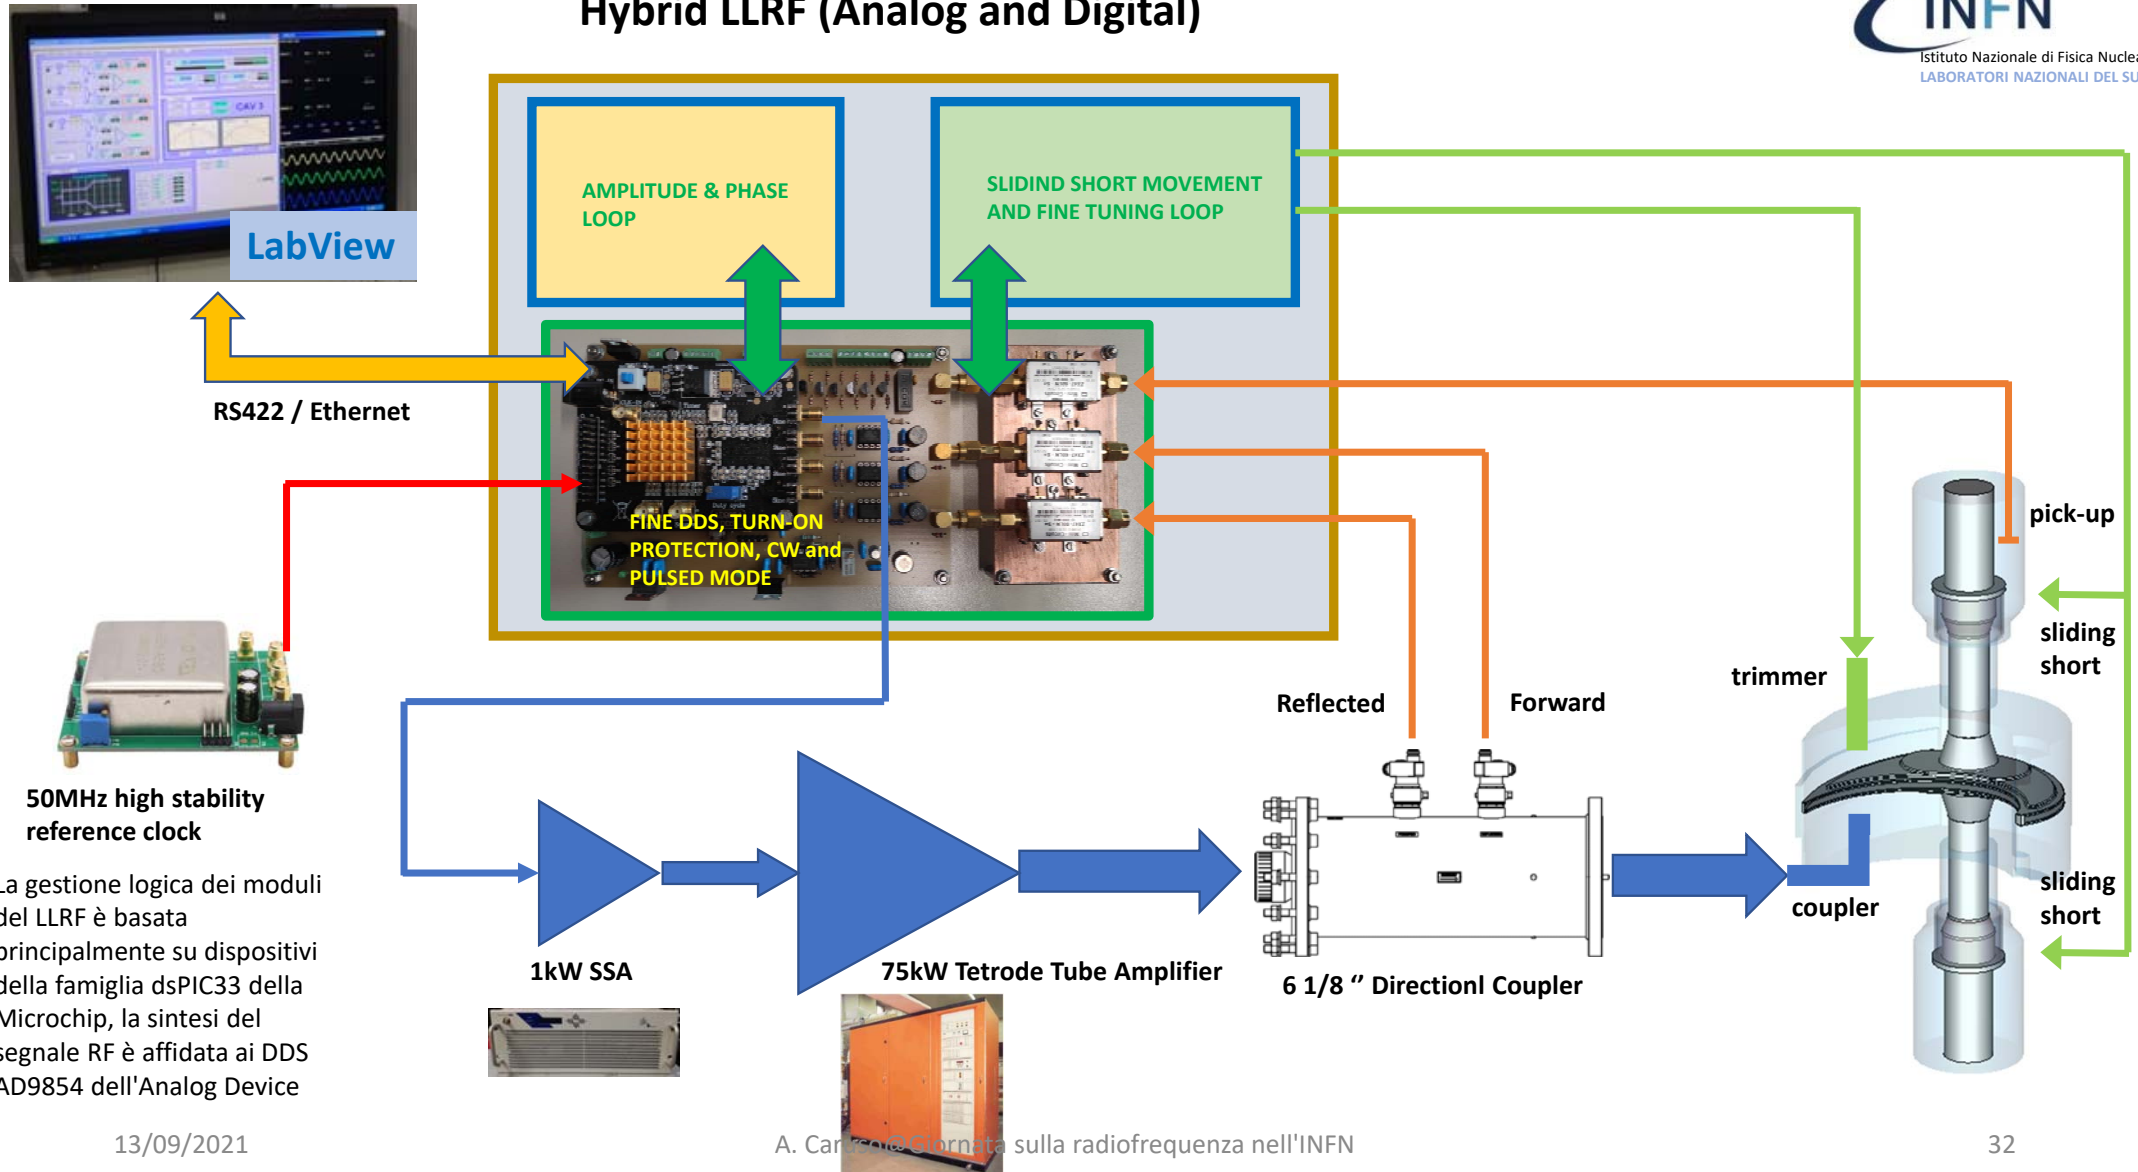 Hybrid LLRF (Analog and Digital)
INFN
Istituto Nazionale di Fisica Nuclea
LABORATORI NAZIONALI DEL SU
CAV 3
LabView
AMPLITUDE & PHASE
LOOP
SLIDIND SHORT MOVEMENT
AND FINE TUNING LOOP
RS422 / Ethernet
FINE DDS, TURN-ON
PROTECTION, CW and
PULSED MODE
pick-up
sliding
short
trimmer
Reflected
Forward
50MHz high stability
reference clock
La gestione logica dei moduli
del LLRF è basata
principalmente su dispositivi
della famiglia dsPIC33 della
Microchip, la sintesi del
segnale RF è affidata ai DDS
AD9854 dell'Analog Device
1kW SSA
75kW Tetrode Tube Amplifier
6 1/8 ‘’ Directionl Coupler
coupler
sliding
short
13/09/2021
A. Caruso@Giornata sulla radiofrequenza nell'INFN
32